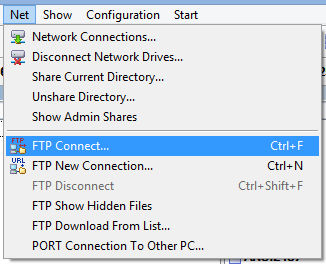 Net Show Configuration Start
Network Connections...
Disconnect Network Drives...
Share Current Directory...
Unshare Directory...
Show Admin Shares
FTP FTP Connect... Ctrl+F
URL FTP New Connection... Ctrl+N
FTP Disconnect Ctrl+Shift+F
FTP Show Hidden Files
FTP Download From List...
PORT Connection To Other PC...